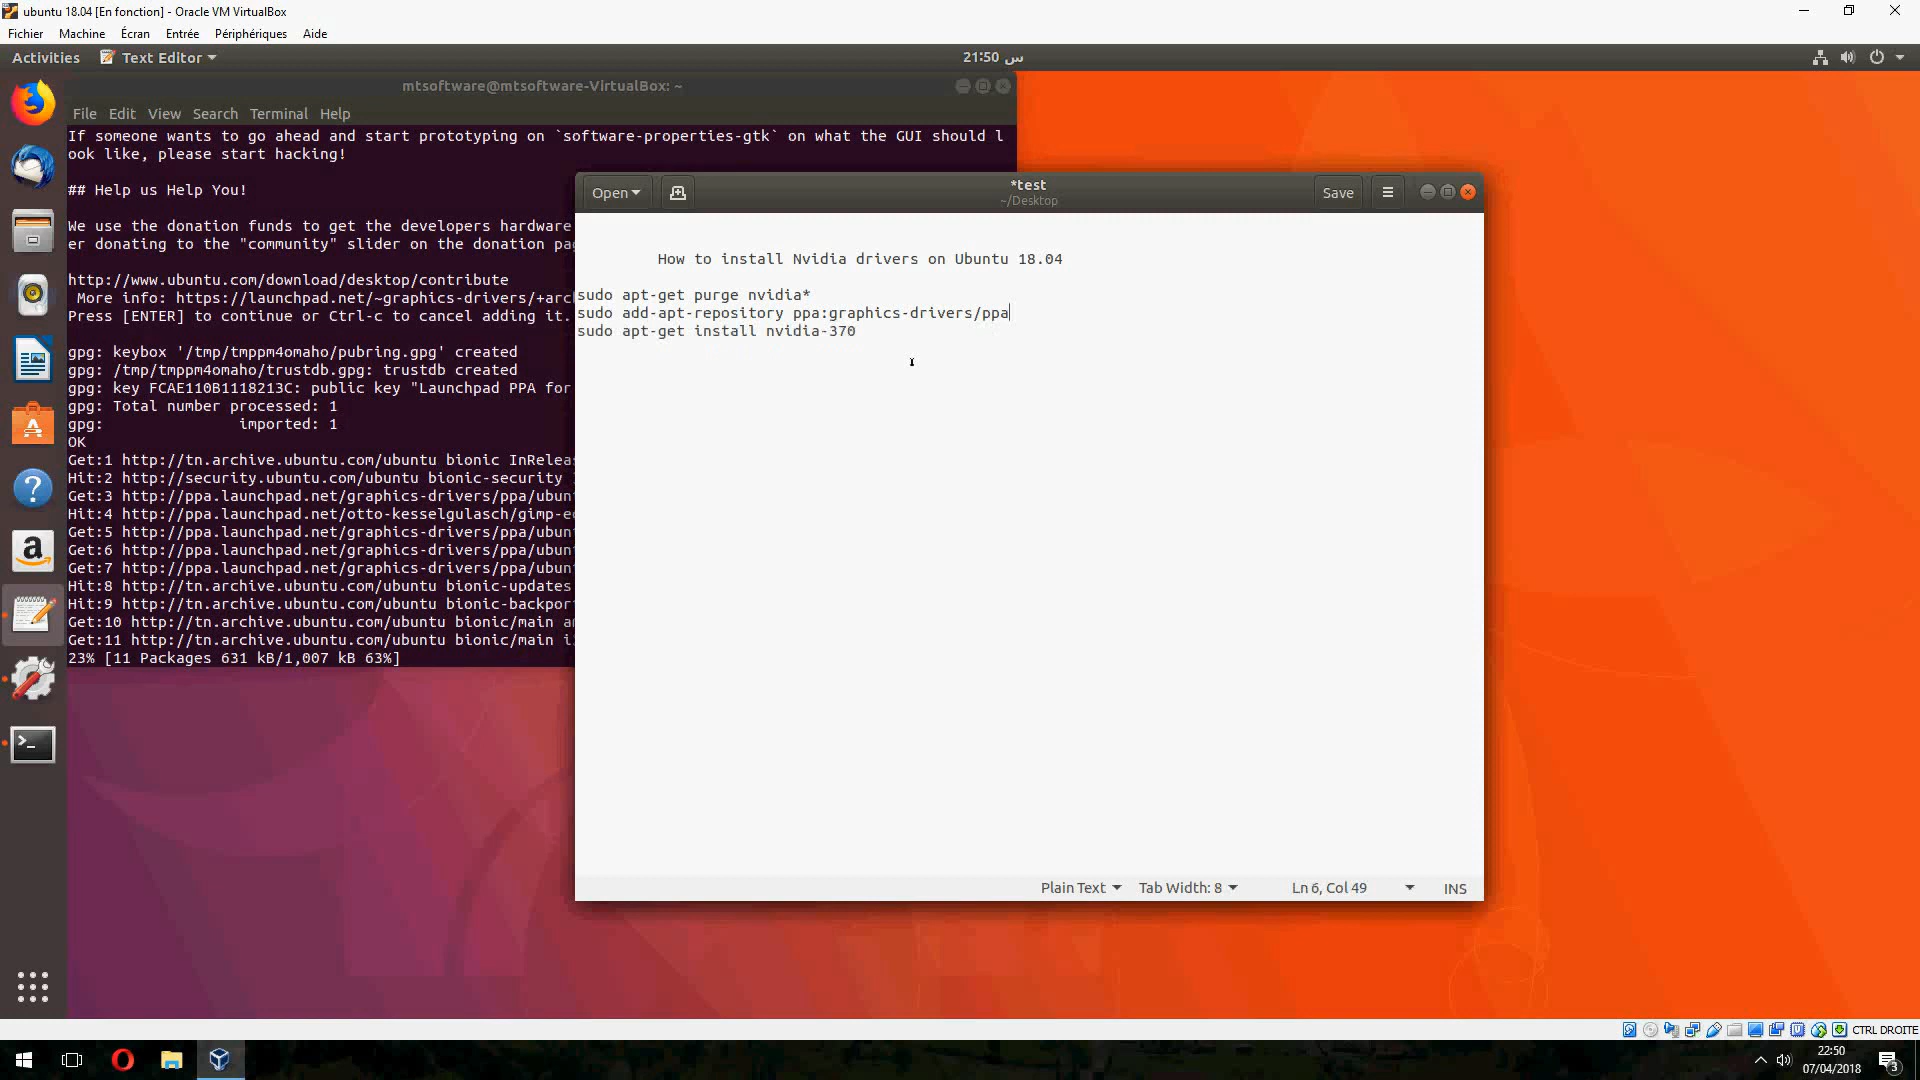 ubuntu 18.04 [En fonction] - Oracle VM VirtualBox
Fichier Machine Écran Entrée Périphériques Aide
Activities Text Editor 21:50 س
mtsoftware@mtsoftware-VirtualBox: ~
File Edit View Search Terminal Help
If someone wants to go ahead and start prototyping on `software-properties-gtk` on what the GUI should l
ook like, please start hacking!
## Help us Help You!
We use the donation funds to get the developers hardware
er donating to the "community" slider on the donation pag
http://www.ubuntu.com/download/desktop/contribute
More info: https://launchpad.net/~graphics-drivers/+arc
Press [ENTER] to continue or Ctrl-c to cancel adding it.
gpg: keybox '/tmp/tmppm4omaho/pubring.gpg' created
gpg: /tmp/tmppm4omaho/trustdb.gpg: trustdb created
gpg: key FCAE110B1118213C: public key "Launchpad PPA for
gpg: Total number processed: 1
gpg: imported: 1
OK
Get:1 http://tn.archive.ubuntu.com/ubuntu bionic InRelea
Hit:2 http://security.ubuntu.com/ubuntu bionic-security
Get:3 http://ppa.launchpad.net/graphics-drivers/ppa/ubun
Hit:4 http://ppa.launchpad.net/otto-kesselgulasch/gimp-e
Get:5 http://ppa.launchpad.net/graphics-drivers/ppa/ubun
Get:6 http://ppa.launchpad.net/graphics-drivers/ppa/ubun
Get:7 http://ppa.launchpad.net/graphics-drivers/ppa/ubun
Hit:8 http://tn.archive.ubuntu.com/ubuntu bionic-updates
Hit:9 http://tn.archive.ubuntu.com/ubuntu bionic-backpor
Get:10 http://tn.archive.ubuntu.com/ubuntu bionic/main a
Get:11 http://tn.archive.ubuntu.com/ubuntu bionic/main i
23% [11 Packages 631 kB/1,007 kB 63%]
Open *test Save
~/Desktop
How to install Nvidia drivers on Ubuntu 18.04
sudo apt-get purge nvidia*
sudo add-apt-repository ppa:graphics-drivers/ppa
sudo apt-get install nvidia-370
Plain Text Tab Width: 8 Ln 6, Col 49 INS
CTRL DROITE
22:50
07/04/2018
3